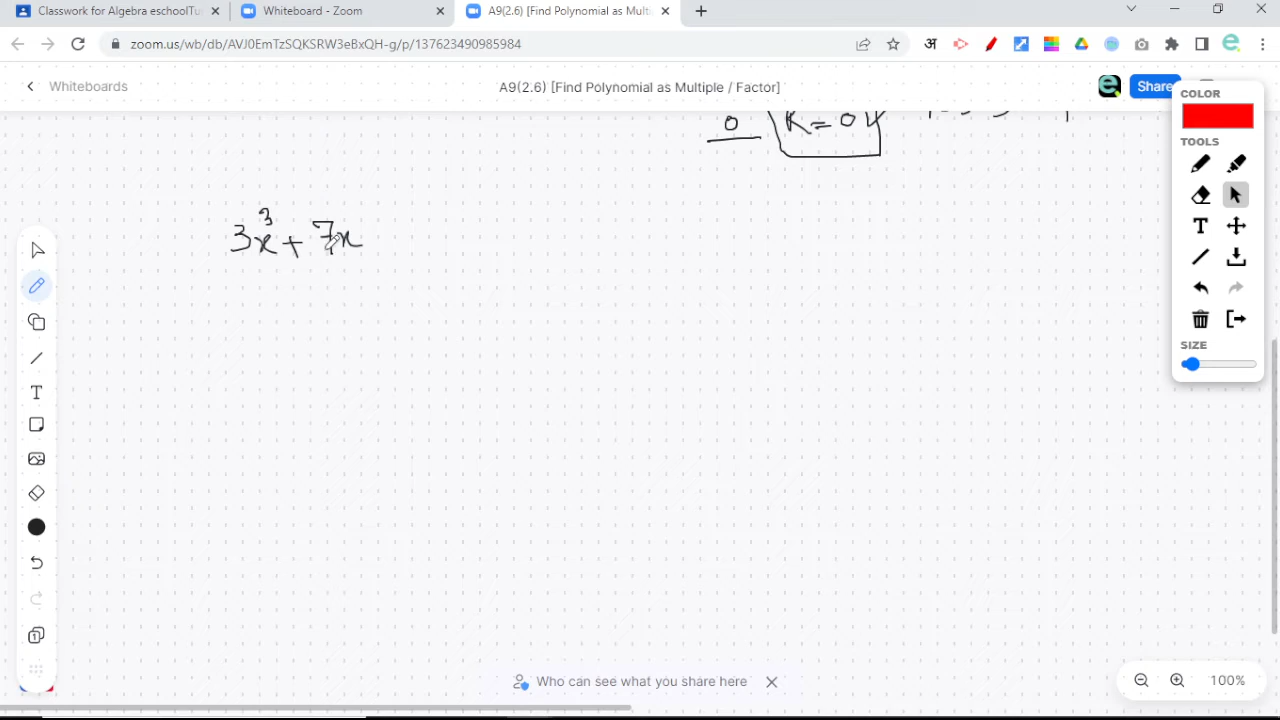 Classwork for Algebra eschoolTu
Whiteboard - Zoom
A9(2.6) [Find Polynomial as Mult
zoom.us/wb/db/AVJ0EmTzSQKSRW3eBxQH-g/p/137623490985984
अ
Whiteboards
A9(2.6) [Find Polynomial as Multiple / Factor]
Share
COLOR
TOOLS
T
SIZE
0
3x³ + 7x
T
1
Who can see what you share here
100%